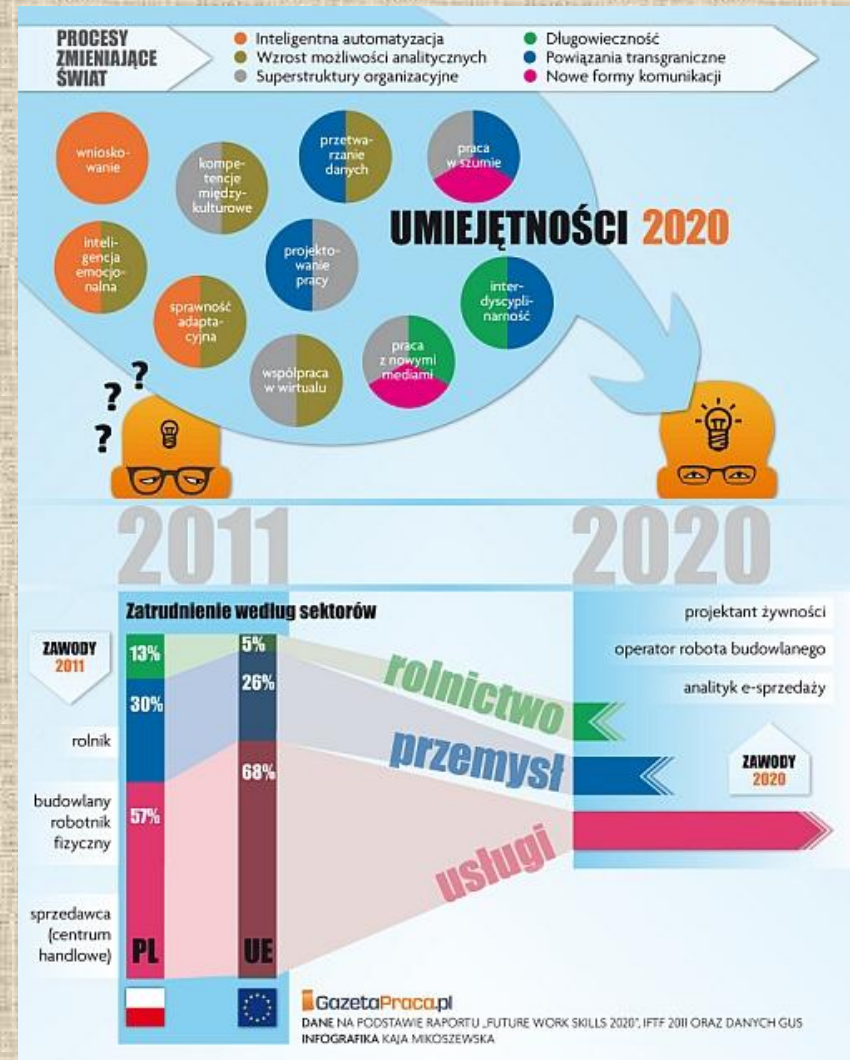 PROCESY
ZMIENIAJĄCE
ŚWIAT
Inteligentna automatyzacja
Wzrost możliwości analitycznych
Superstruktury organizacyjne
Długowieczność
Powiązania transgraniczne
Nowe formy komunikacji
wniosko-
wanie
kompe-
tencje
między-
kulturowe
przetwa-
rzanie
danych
praca
w szumie
UMIEJĘTNOŚCI 2020
inteli-
gencja
emocjo-
nalna
projekto-
wanie
pracy
inter-
dyscypli-
narność
sprawność
adapta-
cyjna
współpraca
w wirtualu
praca
z nowymi
mediami
? ? ?
2011
2020
Zatrudnienie według sektorów
ZAWODY
2011
rolnik
budowlany
robotnik
fizyczny
sprzedawca
(centrum
handlowe)
13%
30%
57%
PL
5%
26%
68%
UE
rolnictwo
przemysł
usługi
projektant żywności
operator robota budowlanego
analityk e-sprzedaży
ZAWODY
2020
GazetaPraca.pl
DANE NA PODSTAWIE RAPORTU „FUTURE WORK SKILLS 2020”, IFTF 2011 ORAZ DANYCH GUS
INFOGRAFIKA KAJA MIKOSZEWSKA